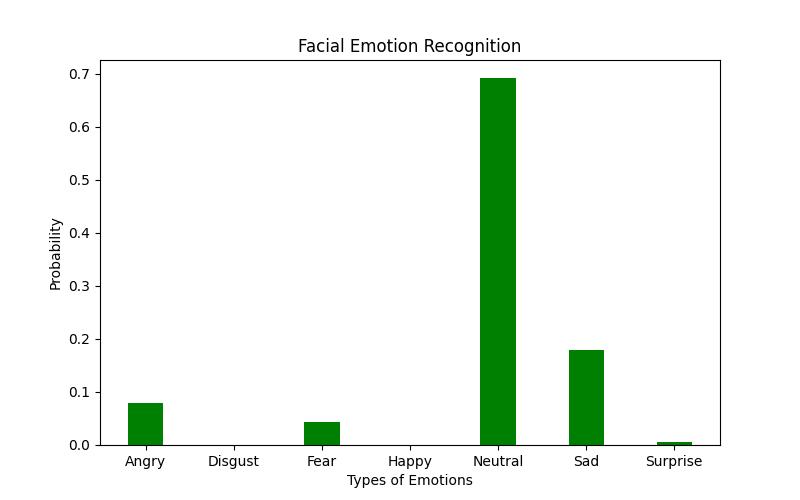 Facial Emotion Recognition
0.7
0.6
0.5
0.4
0.3
0.2
0.1
0.0
Probability
Angry Disgust Fear Happy Neutral Sad Surprise
Types of Emotions